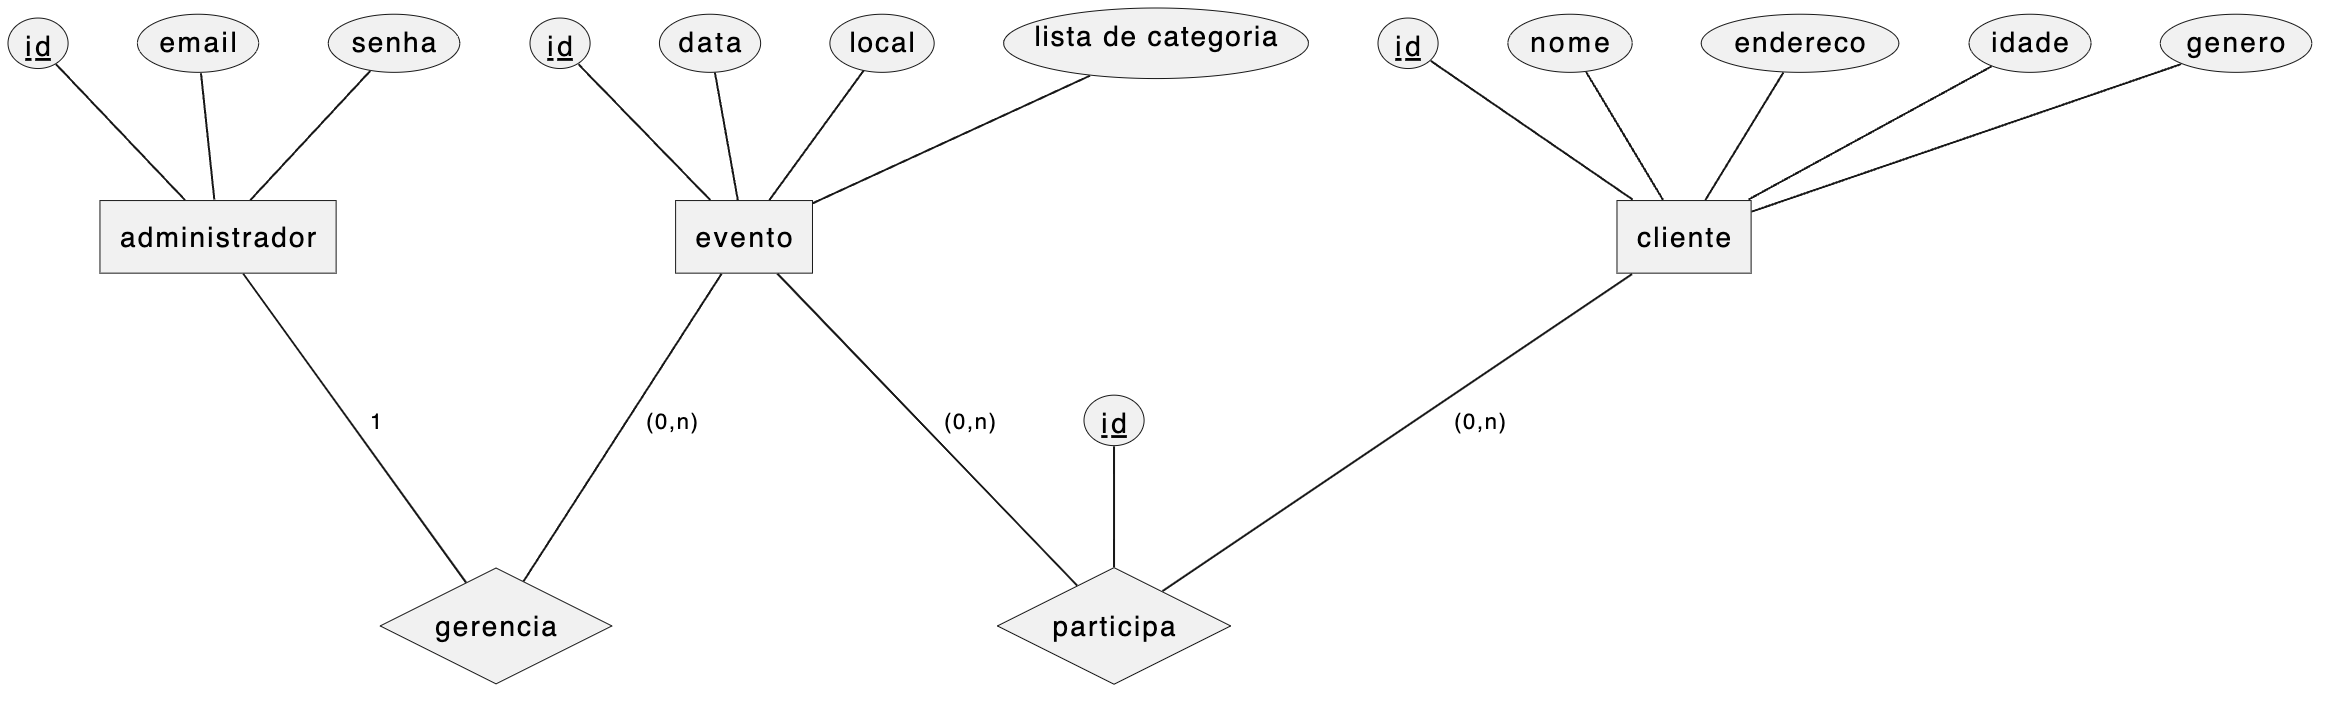 id
email
senha
id
data
local
lista de categoria
id
nome
endereco
idade
genero
administrador
evento
cliente
1
(0,n)
(0,n)
id
(0,n)
gerencia
participa